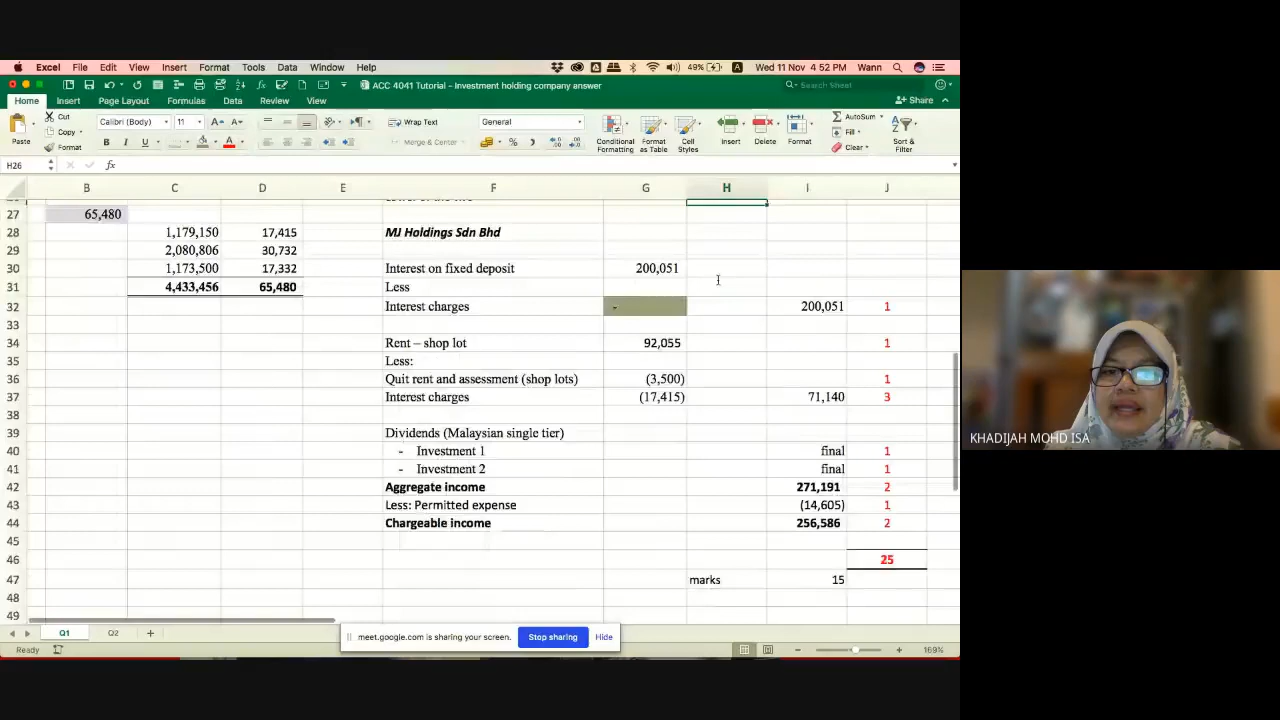 Excel File Edit View Insert Format Tools Data Window Help 49% A Wed 11 Nov 4:52 PM Wann
ACC 4041 Tutorial - Investment holding company answer Search Sheet
Home Insert Page Layout Formulas Data Review View Share
Paste Cut Copy Format
Calibri (Body) 11 A A Wrap Text General AutoSum
B I U A Merge & Center % Conditional Formatting Format as Table Cell Styles Insert Delete Format Fill Clear Sort & Filter
H26 fx
B C D E F G H I J
27 65,480
28 1,179,150 17,415 MJ Holdings Sdn Bhd
29 2,080,806 30,732
30 1,173,500 17,332 Interest on fixed deposit 200,051
31 4,433,456 65,480 Less
32 Interest charges - 200,051 1
33
34 Rent – shop lot 92,055 1
35 Less:
36 Quit rent and assessment (shop lots) (3,500) 1
37 Interest charges (17,415) 71,140 3
38
39 Dividends (Malaysian single tier)
40 - Investment 1 final 1
41 - Investment 2 final 1
42 Aggregate income 271,191 2
43 Less: Permitted expense (14,605) 1
44 Chargeable income 256,586 2
45
46 25
47 marks 15
48
49
Q1 Q2 +
meet.google.com is sharing your screen. Stop sharing Hide
Ready 169%
KHADIJAH MOHD ISA